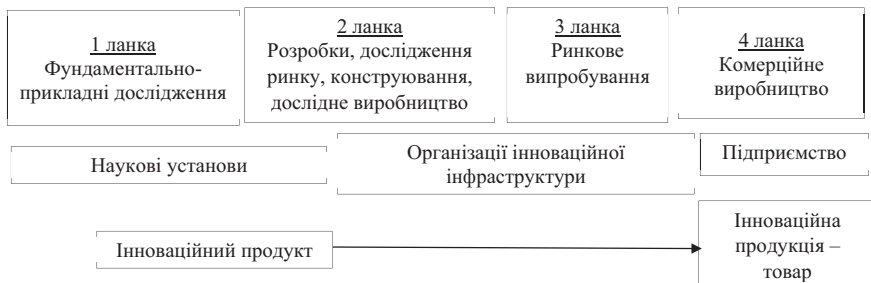 1 ланка
Фундаментально-
прикладні дослідження
2 ланка
Розробки, дослідження
ринку, конструювання,
дослідне виробництво
3 ланка
Ринкове
випробування
4 ланка
Комерційне
виробництво
Наукові установи
Організації інноваційної
інфраструктури
Підприємство
Інноваційний продукт
Інноваційна
продукція –
товар